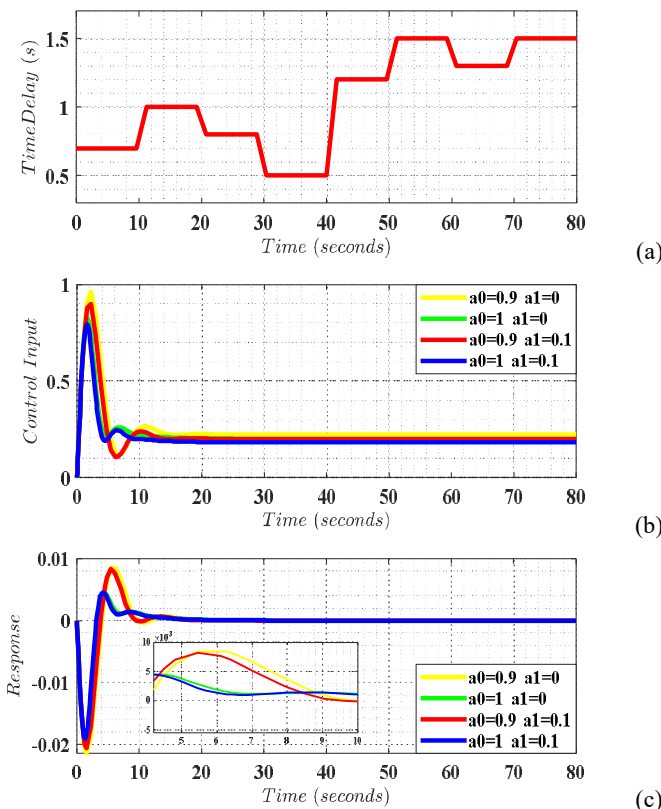 1.5
1
0.5
TimeDelay (s)
0 10 20 30 40 50 60 70 80
Time (seconds)
(a)
1
0.5
0
Control Input
a0=0.9 a1=0
a0=1 a1=0
a0=0.9 a1=0.1
a0=1 a1=0.1
0 10 20 30 40 50 60 70 80
Time (seconds)
(b)
0.01
0
-0.01
-0.02
Response
×10³
10
5
0
-5
5 6 7 8 9 10
a0=0.9 a1=0
a0=1 a1=0
a0=0.9 a1=0.1
a0=1 a1=0.1
0 10 20 30 40 50 60 70 80
Time (seconds)
(c)